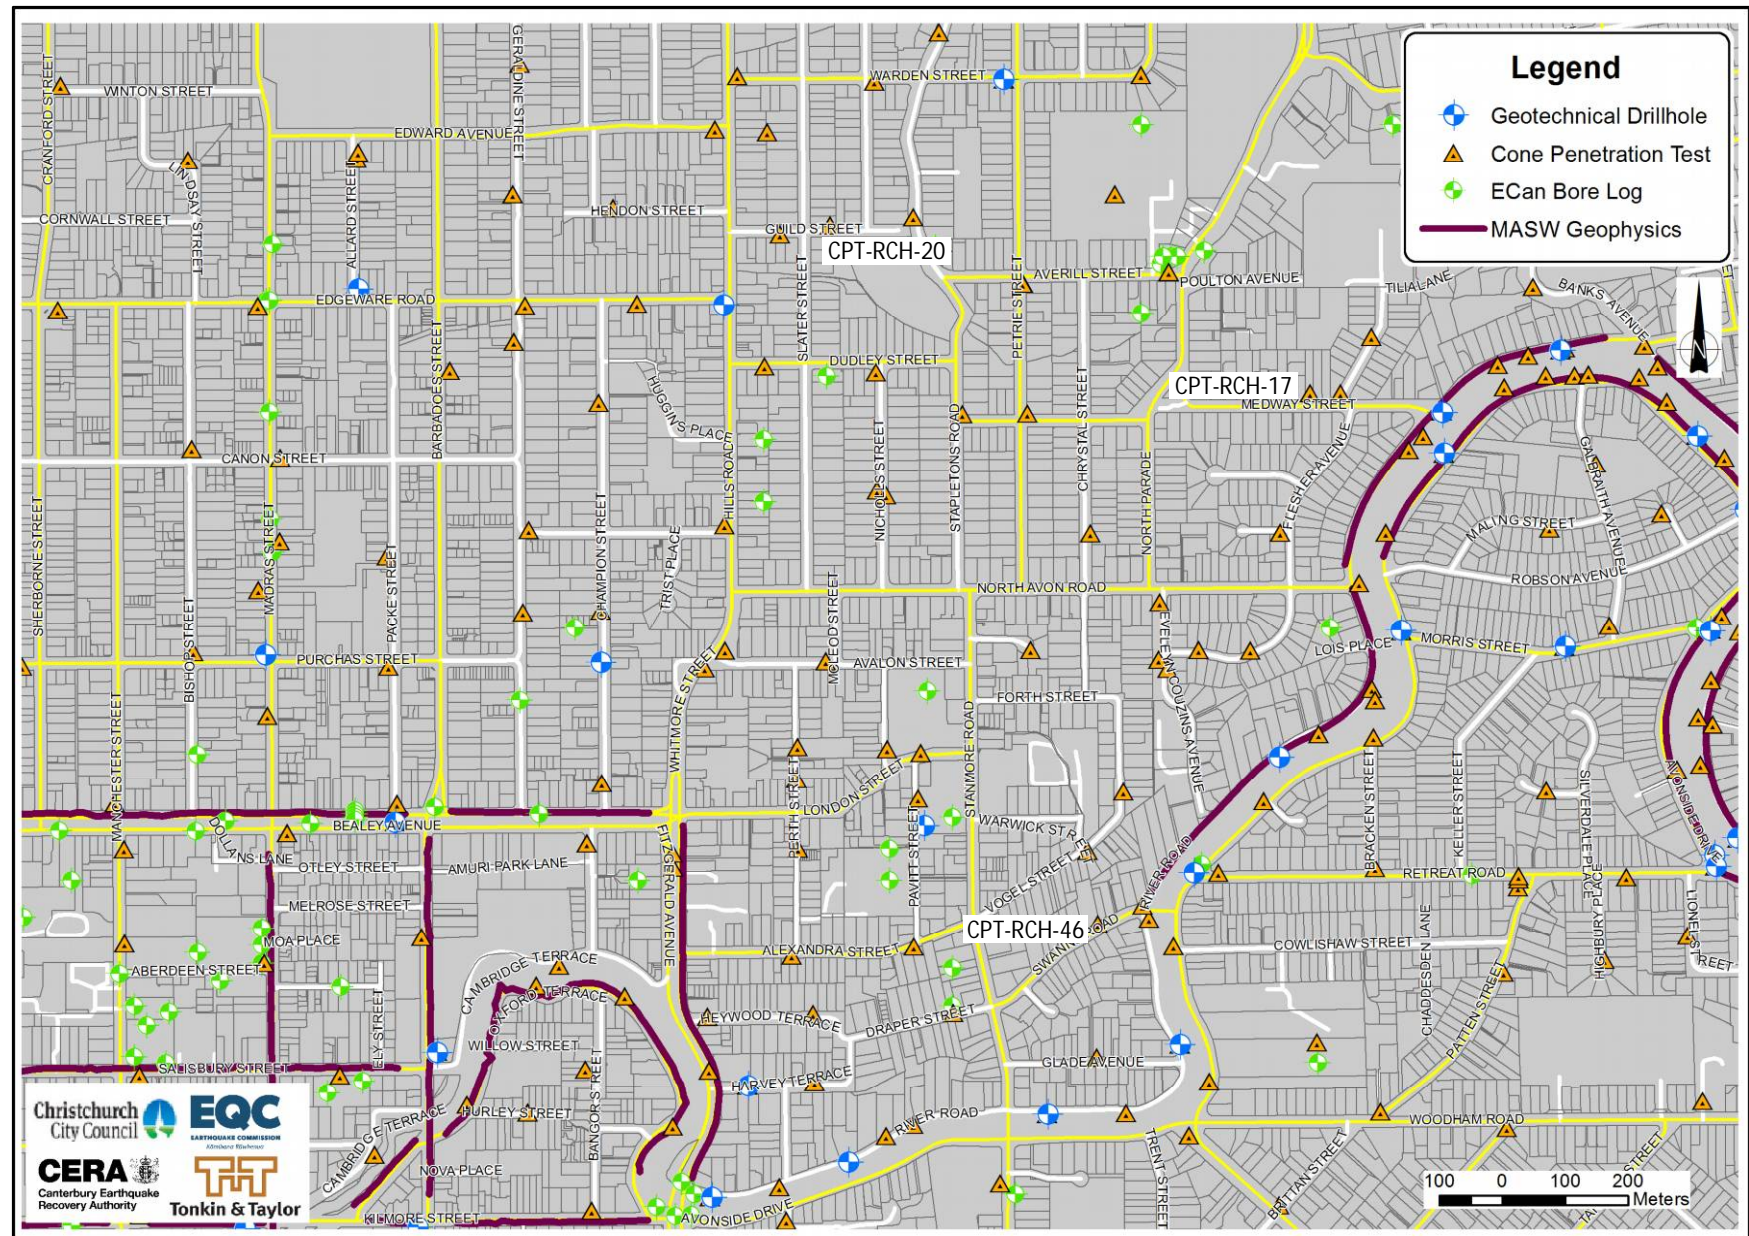 Legend
Geotechnical Drillhole
Cone Penetration Test
ECan Bore Log
MASW Geophysics
CRANFORD STREET
WINTON STREET
GERALDINE STREET
WARDEN STREET
EDWARD AVENUE
LINDSAY STREET
ALLARD STREET
CORNWALL STREET
HENDON STREET
GUILD STREET
CPT-RCH-20
AVERILL STREET
POULTON AVENUE
TILIA LANE
BANKS AVENUE
N
EDGEWARE ROAD
BARBADOES STREET
SLATER STREET
PETRIE STREET
DUDLEY STREET
HUGGINS PLACE
CPT-RCH-17
MEDWAY STREET
CANON STREET
HILLS ROAD
NICHOLLS STREET
STAPLETONS ROAD
CHRYSTAL STREET
NORTH PARADE
FLESHER AVENUE
GALBRAITH AVENUE
MALING STREET
SHERBORNE STREET
MADRAS STREET
PACKE STREET
CHAMPION STREET
TRIST PLACE
NORTH AVON ROAD
ROBSON AVENUE
BISHOP STREET
PURCHAS STREET
MCLEOD STREET
AVALON STREET
EVELYN COUZINS AVENUE
LOIS PLACE
MORRIS STREET
WHITMORE STREET
FORTH STREET
STANMORE ROAD
MANCHESTER STREET
PERTH STREET
LONDON STREET
PAVITT STREET
WARWICK STREET
BRACKEN STREET
KELLER STREET
SILVERDALE PLACE
AVONSIDE DRIVE
BEALEY AVENUE
FITZGERALD AVENUE
OTLEY STREET
AMURI PARK LANE
VOGEL STREET
RIVER ROAD
RETREAT ROAD
MELROSE STREET
MOA PLACE
ALEXANDRA STREET
CPT-RCH-46
SWANNS ROAD
COWLISHAW STREET
CHADDESDEN LANE
HIGHBURY PLACE
LIONEL STREET
ABERDEEN STREET
CAMBRIDGE TERRACE
OXFORD TERRACE
HEYWOOD TERRACE
DRAPER STREET
PATTEN STREET
ELY STREET
WILLOW STREET
GLADE AVENUE
SALISBURY STREET
HARVEY TERRACE
BANGOR STREET
HURLEY STREET
RIVER ROAD
WOODHAM ROAD
CAMBRIDGE TERRACE
NOVA PLACE
TRENT STREET
BRITTAN STREET
KILMORE STREET
AVONSIDE DRIVE
100 0 100 200
Meters
Christchurch
City Council
EQC
EARTHQUAKE COMMISSION
CERA
Canterbury Earthquake
Recovery Authority
T+T
Tonkin & Taylor